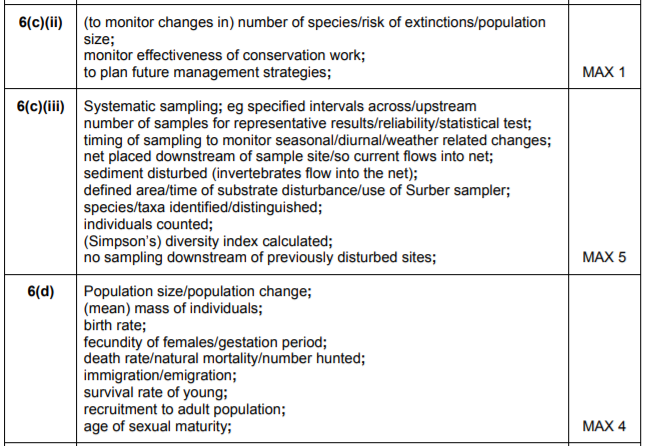 6(c)(ii)
(to monitor changes in) number of species/risk of extinctions/population
size;
monitor effectiveness of conservation work;
to plan future management strategies;
MAX 1
6(c)(iii)
Systematic sampling; eg specified intervals across/upstream
number of samples for representative results/reliability/statistical test;
timing of sampling to monitor seasonal/diurnal/weather related changes;
net placed downstream of sample site/so current flows into net;
sediment disturbed (invertebrates flow into the net);
defined area/time of substrate disturbance/use of Surber sampler;
species/taxa identified/distinguished;
individuals counted;
(Simpson's) diversity index calculated;
no sampling downstream of previously disturbed sites;
MAX 5
6(d)
Population size/population change;
(mean) mass of individuals;
birth rate;
fecundity of females/gestation period;
death rate/natural mortality/number hunted;
immigration/emigration;
survival rate of young;
recruitment to adult population;
age of sexual maturity;
MAX 4